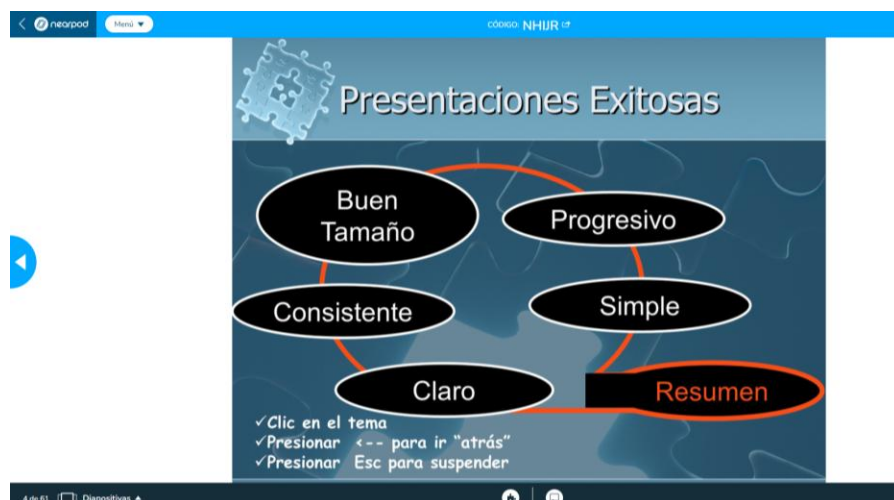 nearpod
Menú
CÓDIGO: NHIJR
Presentaciones Exitosas
Buen
Tamaño
Progresivo
Consistente
Simple
Claro
Resumen
✓Clic en el tema
✓Presionar <-- para ir “atrás”
✓Presionar Esc para suspender
4 de 61 Diapositivas